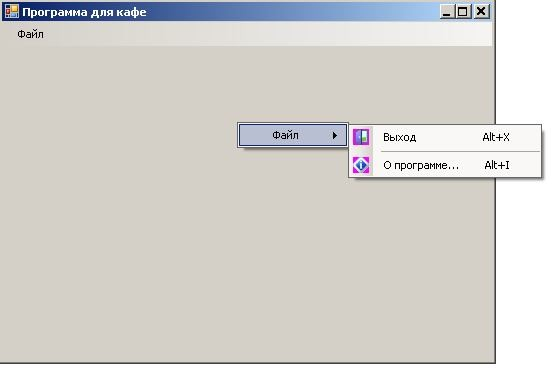 Программа для кафе
Файл
Файл
Выход Alt+X
О программе... Alt+I